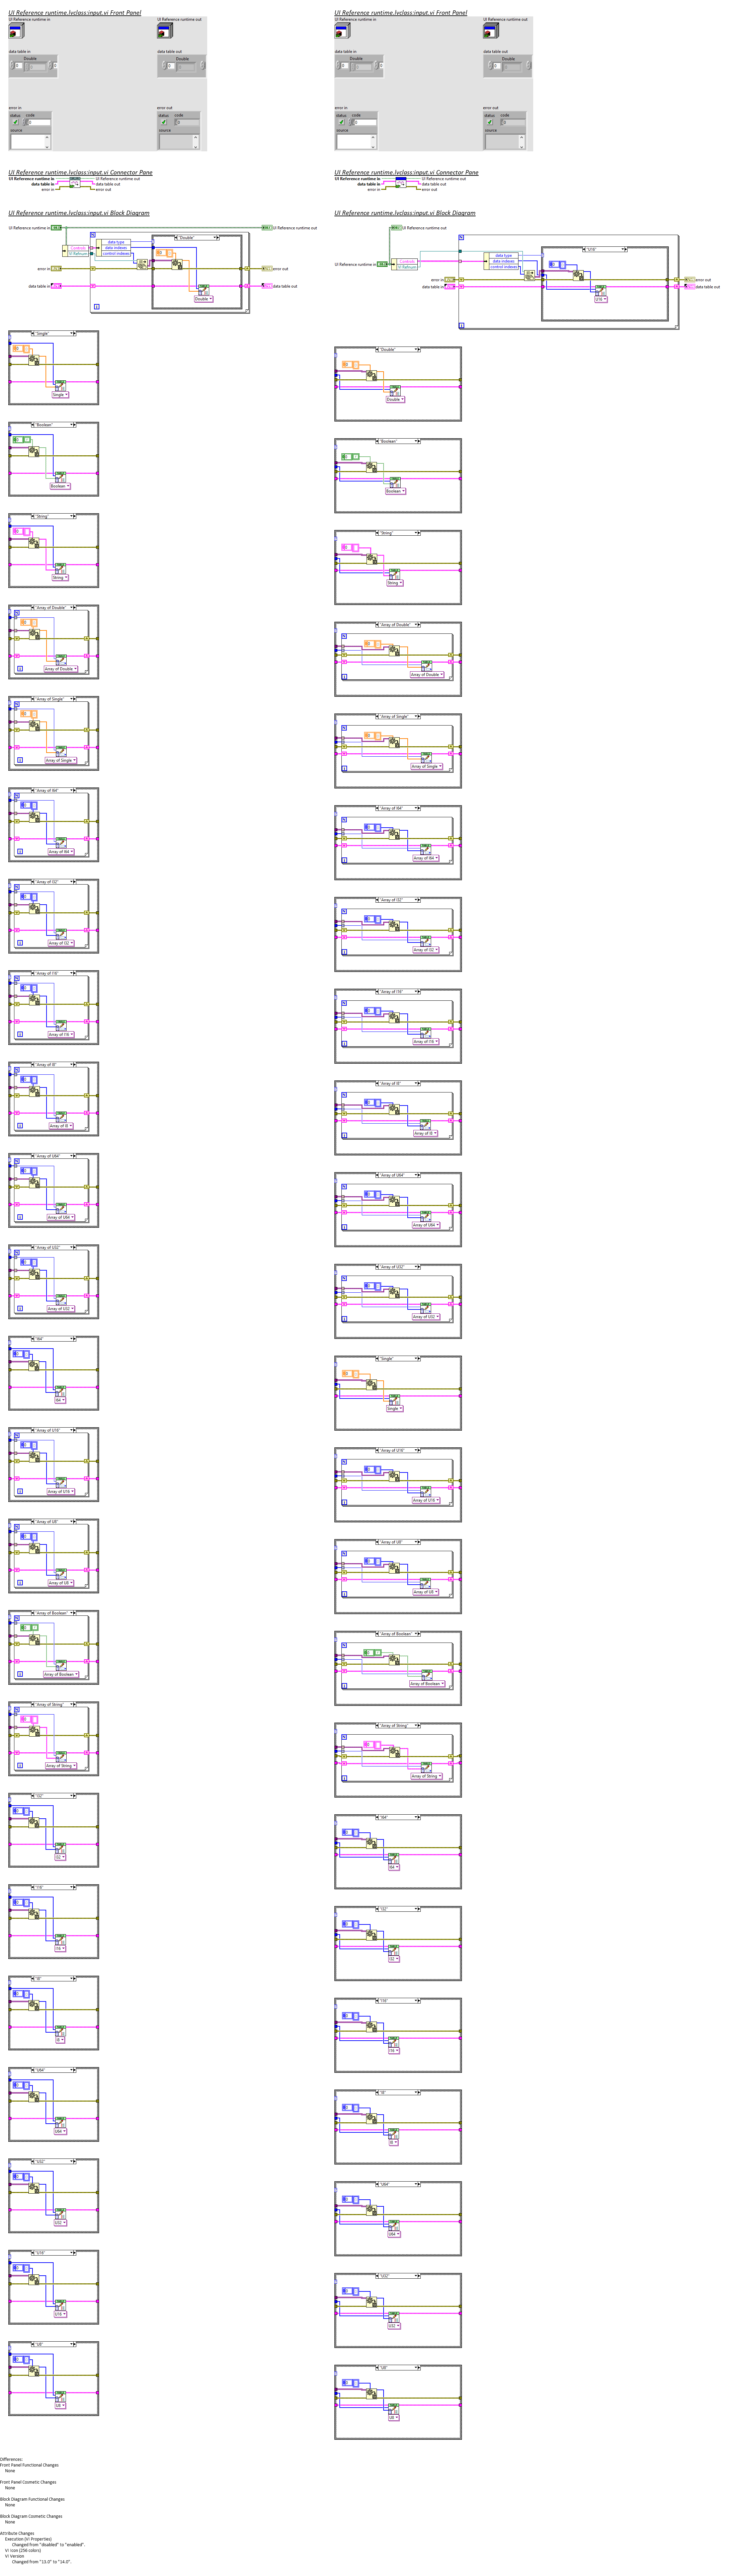 UI Reference runtime.lvclass:input.vi Front Panel
UI Reference runtime in
UI Reference runtime out
data table in
data table out
Double
Double
error in
error out
status code
status code
source
source
UI Reference runtime.lvclass:input.vi Connector Pane
UI Reference runtime in
UI Reference runtime out
data table in
data table out
error in
error out
UI Reference runtime.lvclass:input.vi Block Diagram
UI Reference runtime in
UI Reference runtime out
"Double"
data type
data indexes
control indexes
Controls
UI Refnum
error in
error out
data table in
data table out
Double
"Single"
Single
"Boolean"
Boolean
"String"
String
"Array of Double"
Array of Double
"Array of Single"
Array of Single
"Array of I64"
Array of I64
"Array of I32"
Array of I32
"Array of I16"
Array of I16
"Array of I8"
Array of I8
"Array of U64"
Array of U64
"Array of U32"
Array of U32
"I64"
I64
"Array of U16"
Array of U16
"Array of U8"
Array of U8
"Array of Boolean"
Array of Boolean
"Array of String"
Array of String
"I32"
I32
"I16"
I16
"I8"
I8
"U64"
U64
"U32"
U32
"U16"
U16
"U8"
U8
UI Reference runtime.lvclass:input.vi Front Panel
UI Reference runtime in
UI Reference runtime out
data table in
data table out
Double
Double
error in
error out
status code
status code
source
source
UI Reference runtime.lvclass:input.vi Connector Pane
UI Reference runtime in
UI Reference runtime out
data table in
data table out
error in
error out
UI Reference runtime.lvclass:input.vi Block Diagram
UI Reference runtime out
"U16"
data type
data indexes
control indexes
UI Reference runtime in
Controls
UI Refnum
error in
error out
data table in
data table out
U16
"Double"
Double
"Boolean"
Boolean
"String"
String
"Array of Double"
Array of Double
"Array of Single"
Array of Single
"Array of I64"
Array of I64
"Array of I32"
Array of I32
"Array of I16"
Array of I16
"Array of I8"
Array of I8
"Array of U64"
Array of U64
"Array of U32"
Array of U32
"Single"
Single
"Array of U16"
Array of U16
"Array of U8"
Array of U8
"Array of Boolean"
Array of Boolean
"Array of String"
Array of String
"I64"
I64
"I32"
I32
"I16"
I16
"I8"
I8
"U64"
U64
"U32"
U32
"U8"
U8
Differences:
Front Panel Functional Changes
None
Front Panel Cosmetic Changes
None
Block Diagram Functional Changes
None
Block Diagram Cosmetic Changes
None
Attribute Changes
Execution (VI Properties)
Changed from "disabled" to "enabled".
VI Icon (256 colors)
VI Version
Changed from "13.0" to "14.0".